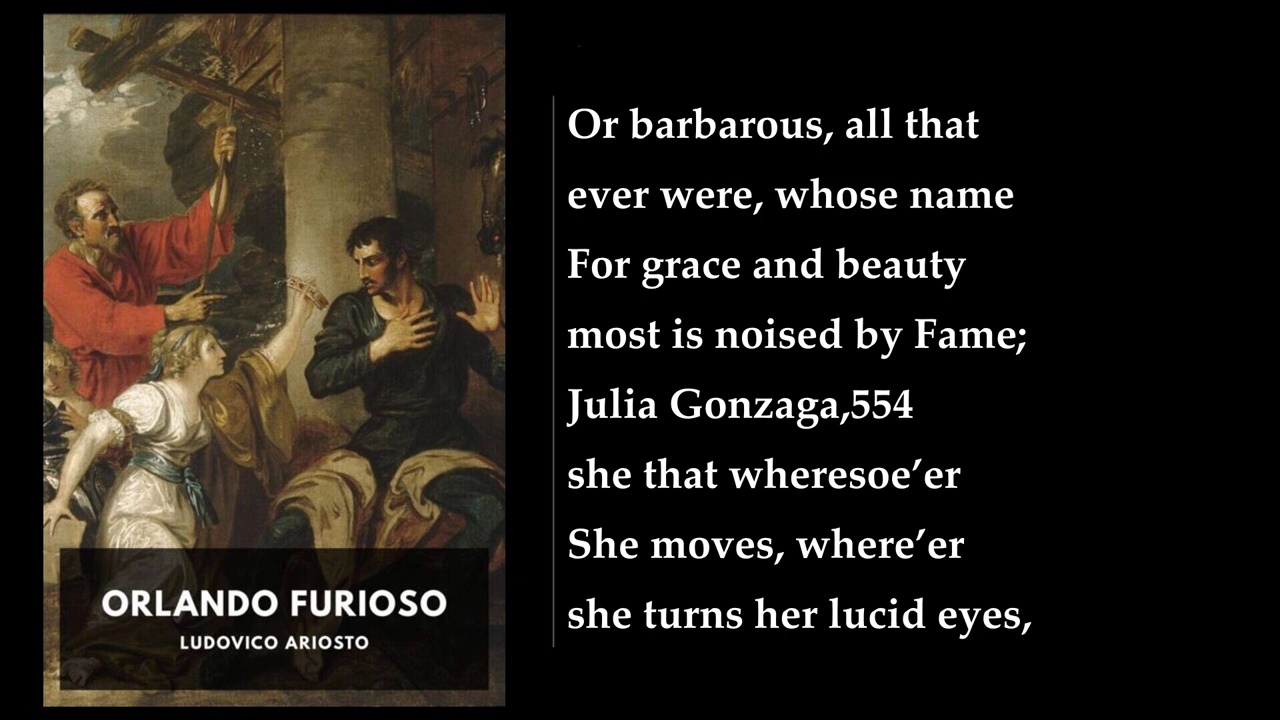 ORLANDO FURIOSO
LUDOVICO ARIOSTO
Or barbarous, all that
ever were, whose name
For grace and beauty
most is noised by Fame;
Julia Gonzaga,554
she that wheresoe’er
She moves, where’er
she turns her lucid eyes,